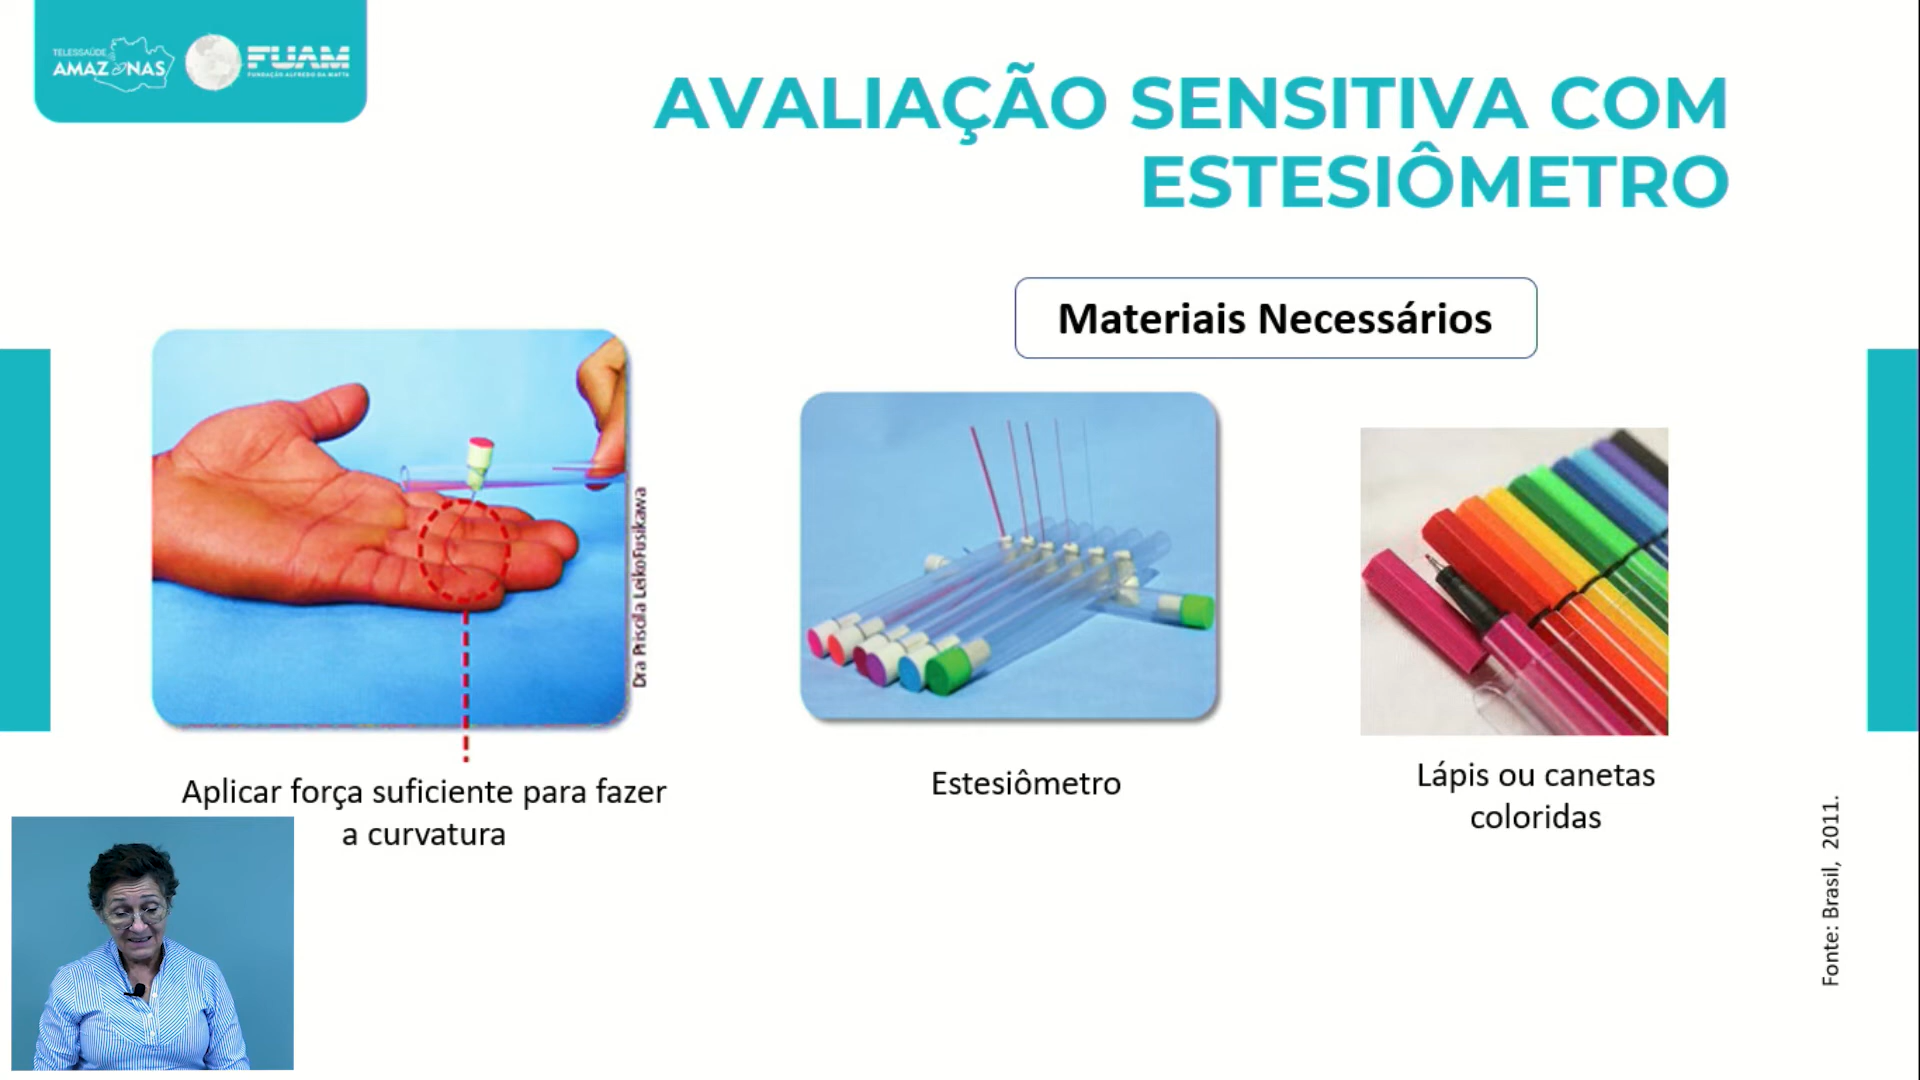 TELESSAÚDE
AMAZONAS
FUAM
FUNDAÇÃO ALFREDO DA MATTA
AVALIAÇÃO SENSITIVA COM
ESTESIÔMETRO
Materiais Necessários
Dra Priscila Leiko Fusikawa
Aplicar força suficiente para fazer
a curvatura
Estesiômetro
Lápis ou canetas
coloridas
Fonte: Brasil, 2011.